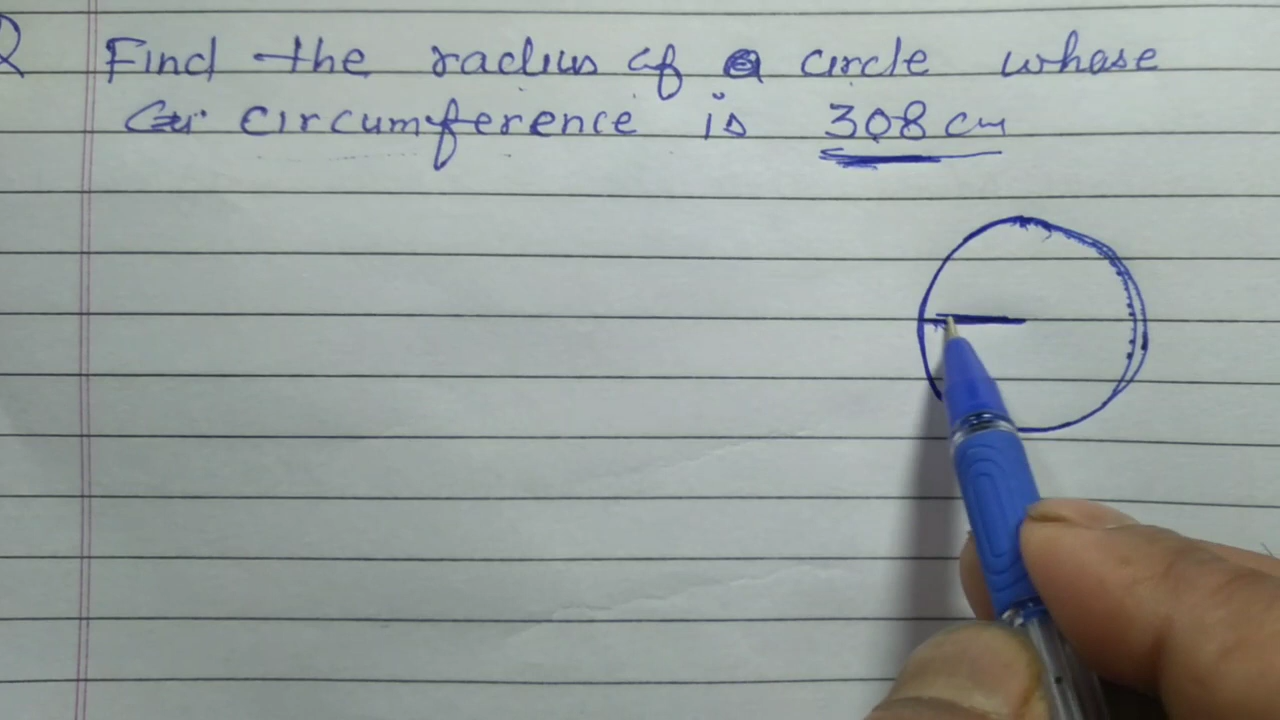 Q Find the radius of a circle whose
circumference is 308 cm